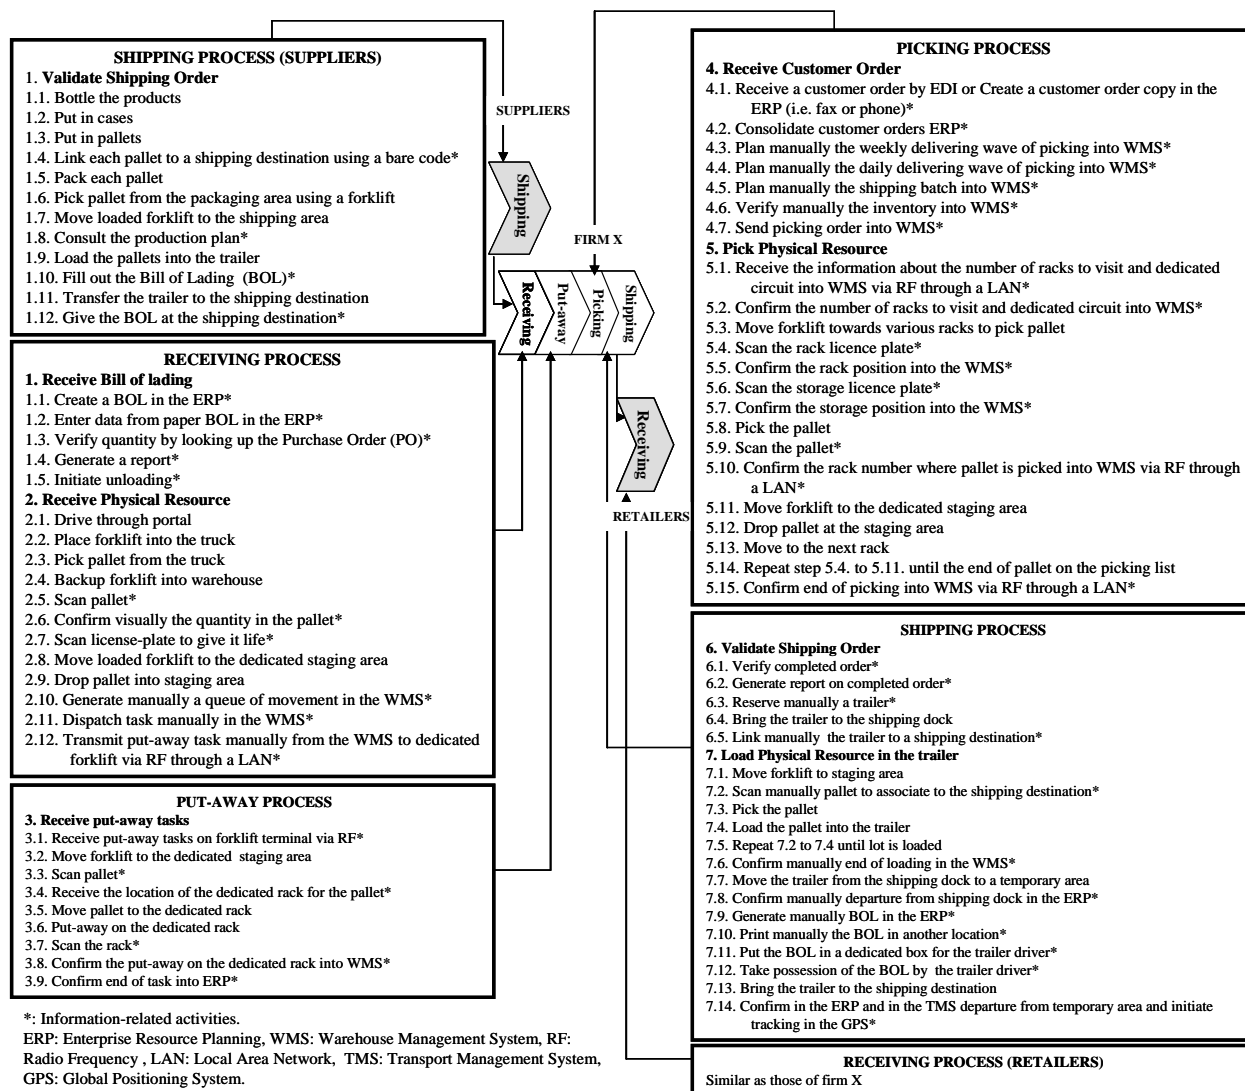 SHIPPING PROCESS (SUPPLIERS)
1. Validate Shipping Order
1.1. Bottle the products
1.2. Put in cases
1.3. Put in pallets
1.4. Link each pallet to a shipping destination using a bare code*
1.5. Pack each pallet
1.6. Pick pallet from the packaging area using a forklift
1.7. Move loaded forklift to the shipping area
1.8. Consult the production plan*
1.9. Load the pallets into the trailer
1.10. Fill out the Bill of Lading (BOL)*
1.11. Transfer the trailer to the shipping destination
1.12. Give the BOL at the shipping destination*
RECEIVING PROCESS
1. Receive Bill of lading
1.1. Create a BOL in the ERP*
1.2. Enter data from paper BOL in the ERP*
1.3. Verify quantity by looking up the Purchase Order (PO)*
1.4. Generate a report*
1.5. Initiate unloading*
2. Receive Physical Resource
2.1. Drive through portal
2.2. Place forklift into the truck
2.3. Pick pallet from the truck
2.4. Backup forklift into warehouse
2.5. Scan pallet*
2.6. Confirm visually the quantity in the pallet*
2.7. Scan license-plate to give it life*
2.8. Move loaded forklift to the dedicated staging area
2.9. Drop pallet into staging area
2.10. Generate manually a queue of movement in the WMS*
2.11. Dispatch task manually in the WMS*
2.12. Transmit put-away task manually from the WMS to dedicated
forklift via RF through a LAN*
PUT-AWAY PROCESS
3. Receive put-away tasks
3.1. Receive put-away tasks on forklift terminal via RF*
3.2. Move forklift to the dedicated staging area
3.3. Scan pallet*
3.4. Receive the location of the dedicated rack for the pallet*
3.5. Move pallet to the dedicated rack
3.6. Put-away on the dedicated rack
3.7. Scan the rack*
3.8. Confirm the put-away on the dedicated rack into WMS*
3.9. Confirm end of task into ERP*
*: Information-related activities.
ERP: Enterprise Resource Planning, WMS: Warehouse Management System, RF:
Radio Frequency , LAN: Local Area Network, TMS: Transport Management System,
GPS: Global Positioning System.
SUPPLIERS
Shipping
FIRM X
Receiving
Put-away
Picking
Shipping
Receiving
RETAILERS
PICKING PROCESS
4. Receive Customer Order
4.1. Receive a customer order by EDI or Create a customer order copy in the
ERP (i.e. fax or phone)*
4.2. Consolidate customer orders ERP*
4.3. Plan manually the weekly delivering wave of picking into WMS*
4.4. Plan manually the daily delivering wave of picking into WMS*
4.5. Plan manually the shipping batch into WMS*
4.6. Verify manually the inventory into WMS*
4.7. Send picking order into WMS*
5. Pick Physical Resource
5.1. Receive the information about the number of racks to visit and dedicated
circuit into WMS via RF through a LAN*
5.2. Confirm the number of racks to visit and dedicated circuit into WMS*
5.3. Move forklift towards various racks to pick pallet
5.4. Scan the rack licence plate*
5.5. Confirm the rack position into the WMS*
5.6. Scan the storage licence plate*
5.7. Confirm the storage position into the WMS*
5.8. Pick the pallet
5.9. Scan the pallet*
5.10. Confirm the rack number where pallet is picked into WMS via RF through
a LAN*
5.11. Move forklift to the dedicated staging area
5.12. Drop pallet at the staging area
5.13. Move to the next rack
5.14. Repeat step 5.4. to 5.11. until the end of pallet on the picking list
5.15. Confirm end of picking into WMS via RF through a LAN*
SHIPPING PROCESS
6. Validate Shipping Order
6.1. Verify completed order*
6.2. Generate report on completed order*
6.3. Reserve manually a trailer*
6.4. Bring the trailer to the shipping dock
6.5. Link manually the trailer to a shipping destination*
7. Load Physical Resource in the trailer
7.1. Move forklift to staging area
7.2. Scan manually pallet to associate to the shipping destination*
7.3. Pick the pallet
7.4. Load the pallet into the trailer
7.5. Repeat 7.2 to 7.4 until lot is loaded
7.6. Confirm manually end of loading in the WMS*
7.7. Move the trailer from the shipping dock to a temporary area
7.8. Confirm manually departure from shipping dock in the ERP*
7.9. Generate manually BOL in the ERP*
7.10. Print manually the BOL in another location*
7.11. Put the BOL in a dedicated box for the trailer driver*
7.12. Take possession of the BOL by the trailer driver*
7.13. Bring the trailer to the shipping destination
7.14. Confirm in the ERP and in the TMS departure from temporary area and initiate
tracking in the GPS*
RECEIVING PROCESS (RETAILERS)
Similar as those of firm X